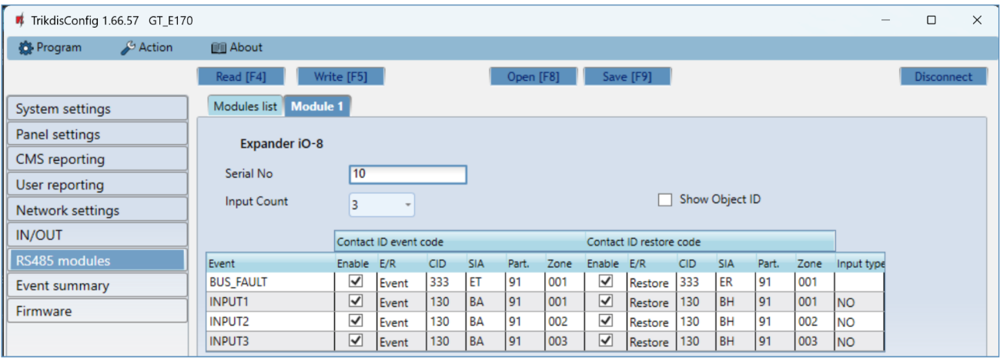 TrikdisConfig 1.66.57 GT_E170
Program Action About
Read [F4] Write [F5] Open [F8] Save [F9] Disconnect
System settings
Panel settings
CMS reporting
User reporting
Network settings
IN/OUT
RS485 modules
Event summary
Firmware
Modules list Module 1
Expander iO-8
Serial No 10
Input Count 3 Show Object ID
Contact ID event code Contact ID restore code
Event Enable E/R CID SIA Part. Zone Enable E/R CID SIA Part. Zone Input type
BUS_FAULT Event 333 ET 91 001 Restore 333 ER 91 001
INPUT1 Event 130 BA 91 001 Restore 130 BH 91 001 NO
INPUT2 Event 130 BA 91 002 Restore 130 BH 91 002 NO
INPUT3 Event 130 BA 91 003 Restore 130 BH 91 003 NO